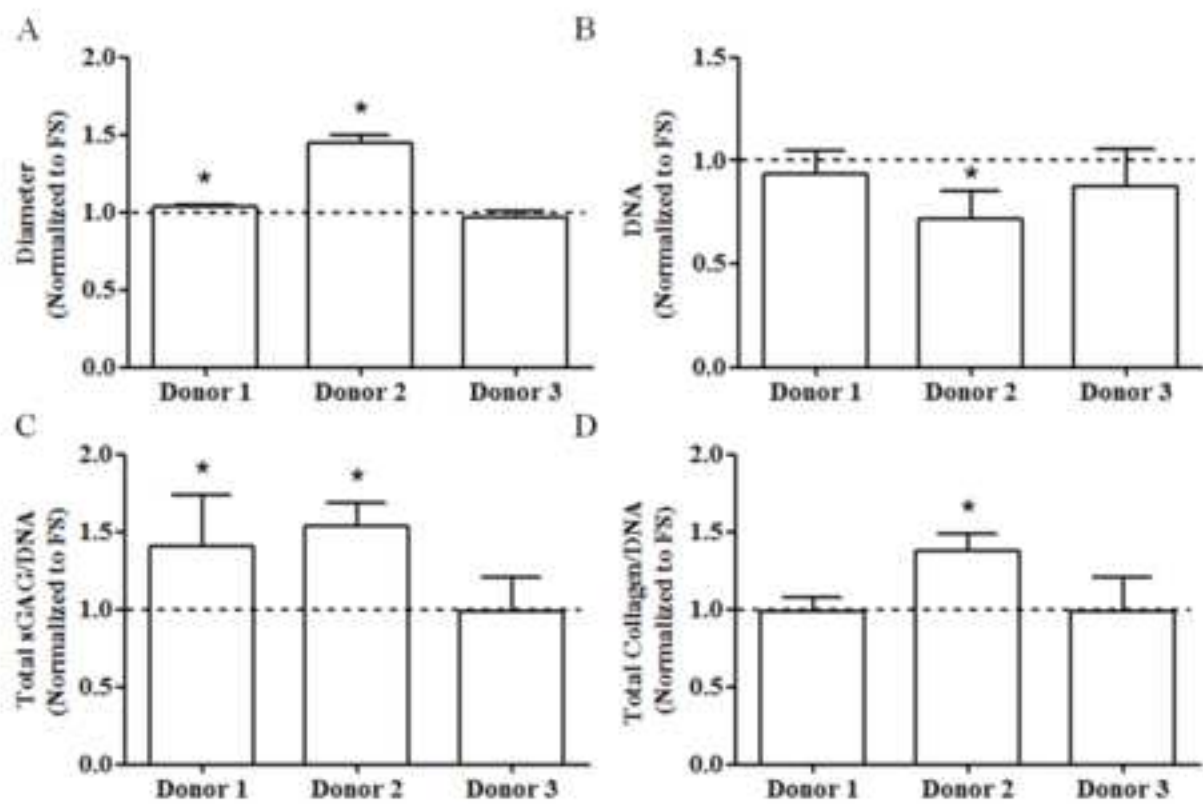 A
Diameter
(Normalized to FS)
2.0
1.5
1.0
0.5
0.0
*
*
Donor 1 Donor 2 Donor 3
B
DNA
(Normalized to FS)
1.5
1.0
0.5
0.0
*
Donor 1 Donor 2 Donor 3
C
Total sGAG/DNA
(Normalized to FS)
2.0
1.5
1.0
0.5
0.0
*
*
Donor 1 Donor 2 Donor 3
D
Total Collagen/DNA
(Normalized to FS)
2.0
1.5
1.0
0.5
0.0
*
Donor 1 Donor 2 Donor 3